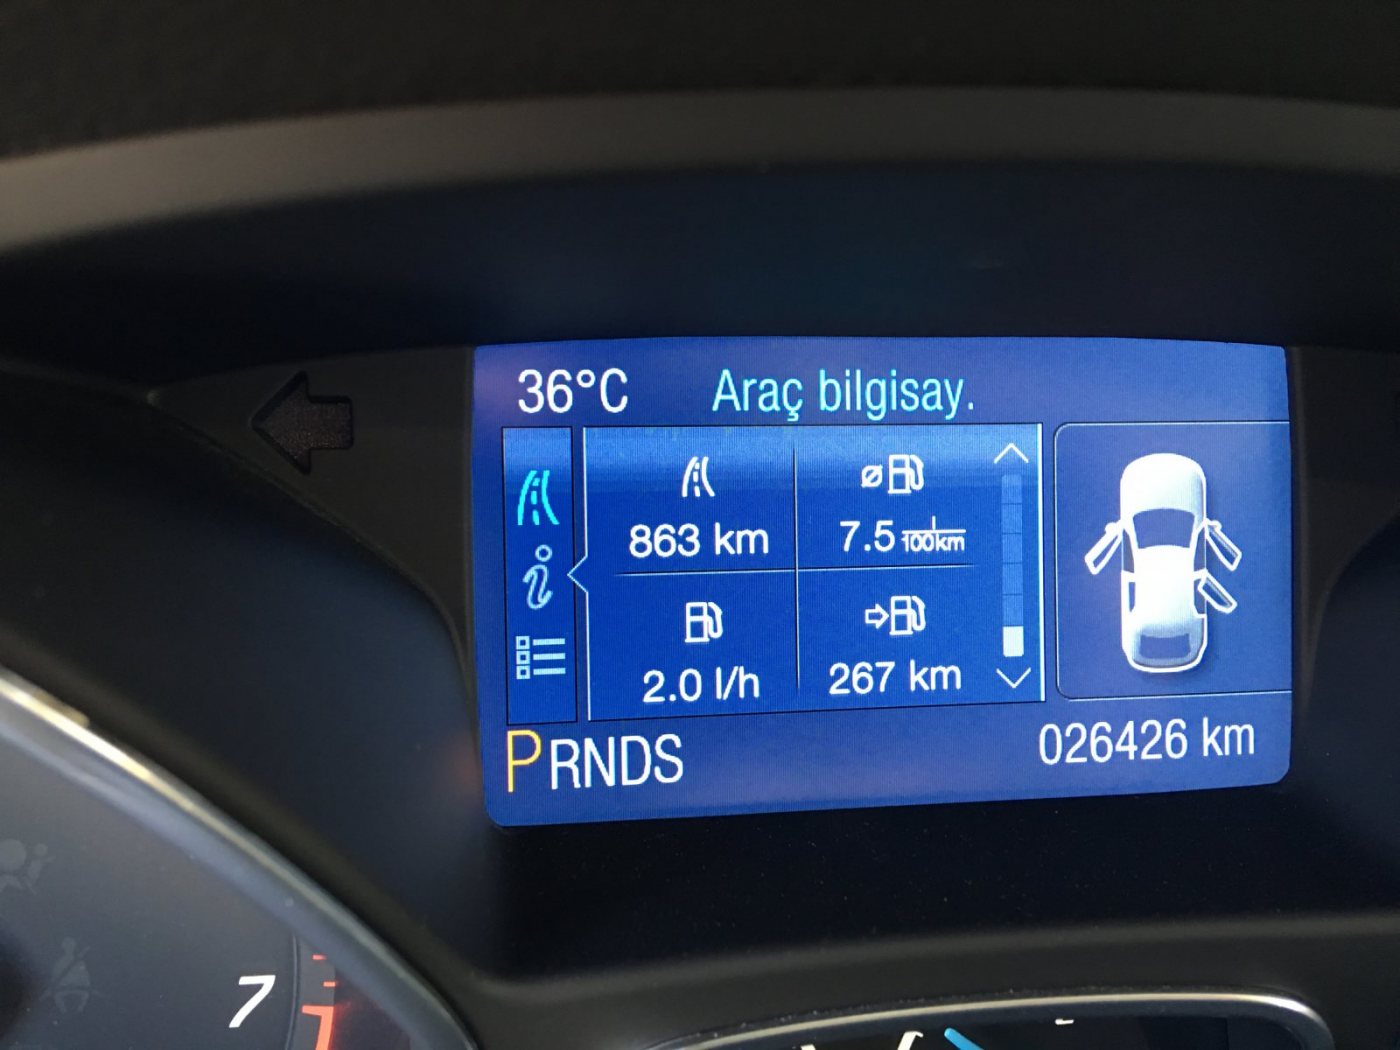 36°C Araç bilgisay.
863 km 7.5 l/100km
2.0 l/h 267 km
PRNDS 026426 km
7